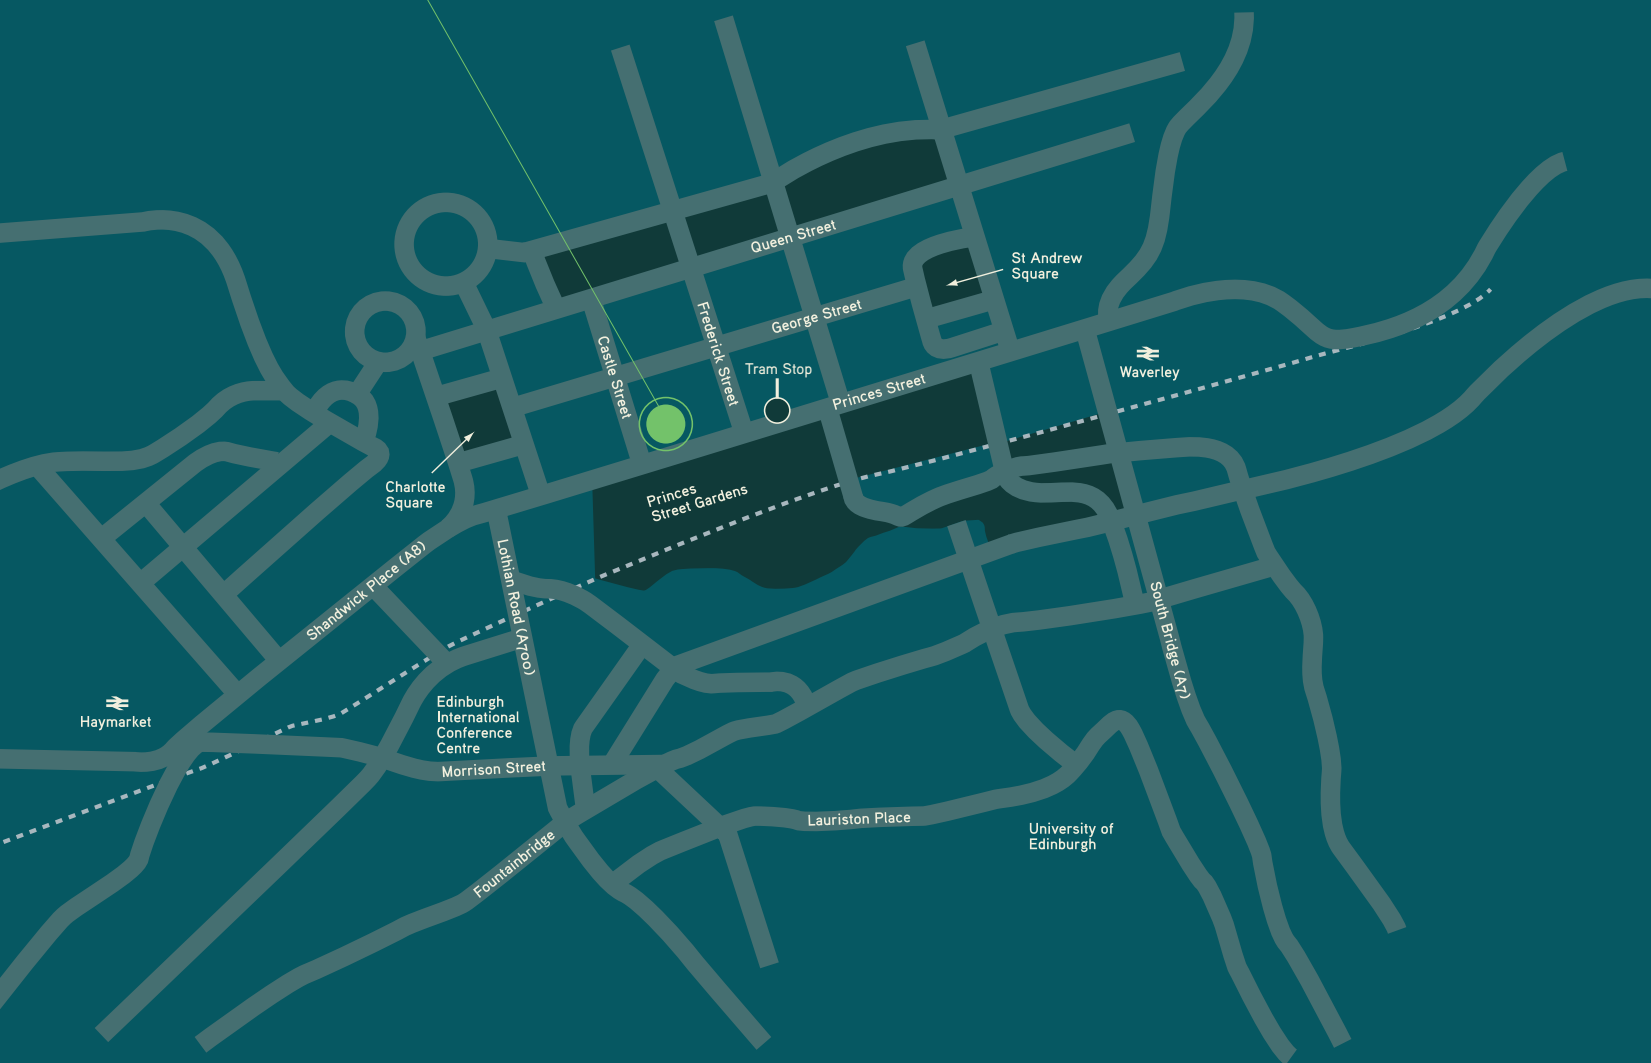 Queen Street
St Andrew
Square
George Street
Frederick Street
Castle Street
Tram Stop
Waverley
Princes Street
Charlotte
Square
Princes
Street Gardens
Shandwick Place (A8)
Lothian Road (A700)
South Bridge (A7)
Haymarket
Edinburgh
International
Conference
Centre
Morrison Street
Lauriston Place
Fountainbridge
University of
Edinburgh